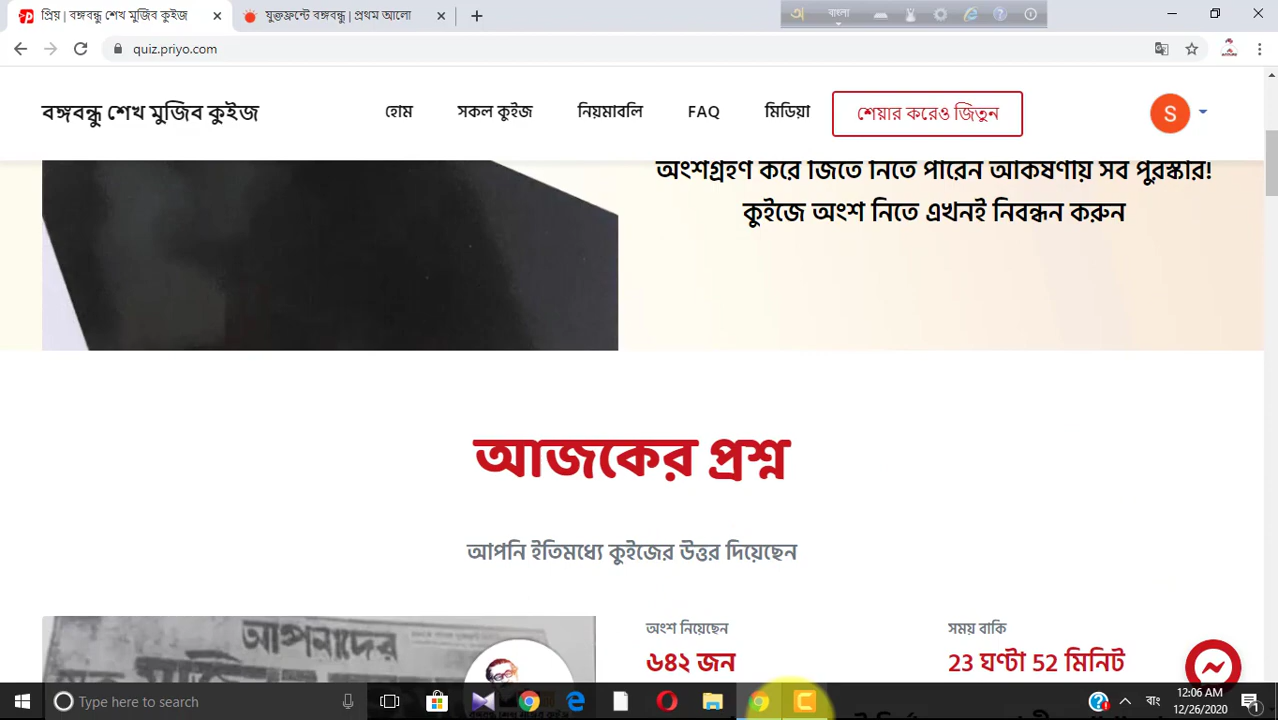 প্রিয় | বঙ্গবন্ধু শেখ মুজিব কুইজ
যুক্তফ্রন্টে বঙ্গবন্ধু | প্রথম আলো
বাংলা
quiz.priyo.com
বঙ্গবন্ধু শেখ মুজিব কুইজ
হোম
সকল কুইজ
নিয়মাবলি
FAQ
মিডিয়া
শেয়ার করেও জিতুন
S
অংশগ্রহণ করে জিতে নিতে পারেন আকর্ষণীয় সব পুরস্কার!
কুইজে অংশ নিতে এখনই নিবন্ধন করুন
আজকের প্রশ্ন
আপনি ইতিমধ্যে কুইজের উত্তর দিয়েছেন
আপনাদের
অংশ নিয়েছেন
সময় বাকি
৬৪২ জন
23 ঘণ্টা 52 মিনিট
Type here to search
বাং
12:06 AM
12/26/2020